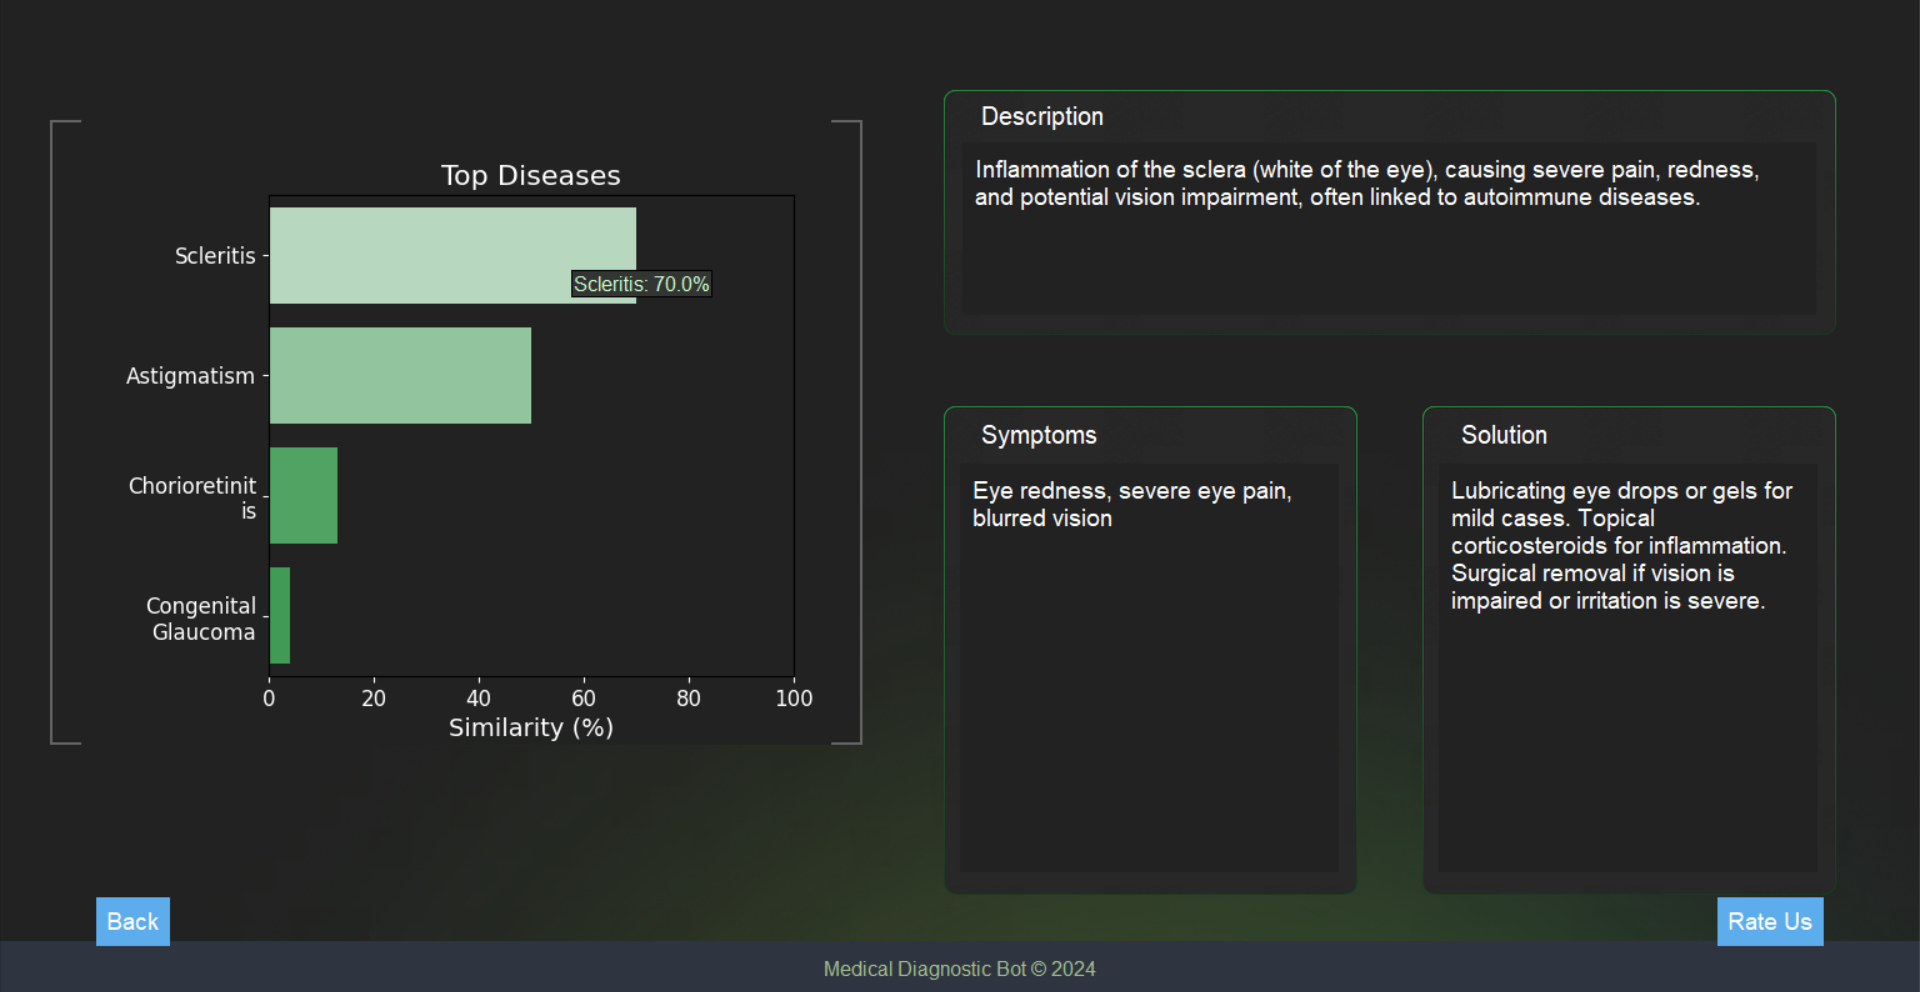 Top Diseases
Scleritis
Scleritis: 70.0%
Astigmatism
Chorioretinit
is
Congenital
Glaucoma
0 20 40 60 80 100
Similarity (%)
Description
Inflammation of the sclera (white of the eye), causing severe pain, redness,
and potential vision impairment, often linked to autoimmune diseases.
Symptoms
Eye redness, severe eye pain,
blurred vision
Solution
Lubricating eye drops or gels for
mild cases. Topical
corticosteroids for inflammation.
Surgical removal if vision is
impaired or irritation is severe.
Back
Rate Us
Medical Diagnostic Bot © 2024